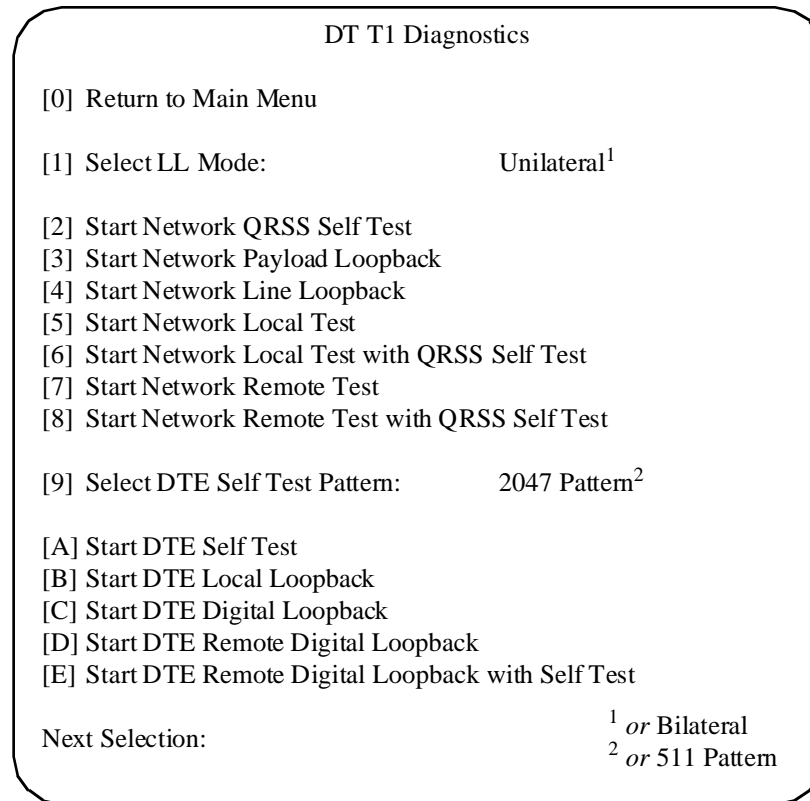 DT T1 Diagnostics
[0] Return to Main Menu
[1] Select LL Mode: Unilateral¹
[2] Start Network QRSS Self Test
[3] Start Network Payload Loopback
[4] Start Network Line Loopback
[5] Start Network Local Test
[6] Start Network Local Test with QRSS Self Test
[7] Start Network Remote Test
[8] Start Network Remote Test with QRSS Self Test
[9] Select DTE Self Test Pattern: 2047 Pattern²
[A] Start DTE Self Test
[B] Start DTE Local Loopback
[C] Start DTE Digital Loopback
[D] Start DTE Remote Digital Loopback
[E] Start DTE Remote Digital Loopback with Self Test
Next Selection:
¹ or Bilateral
² or 511 Pattern